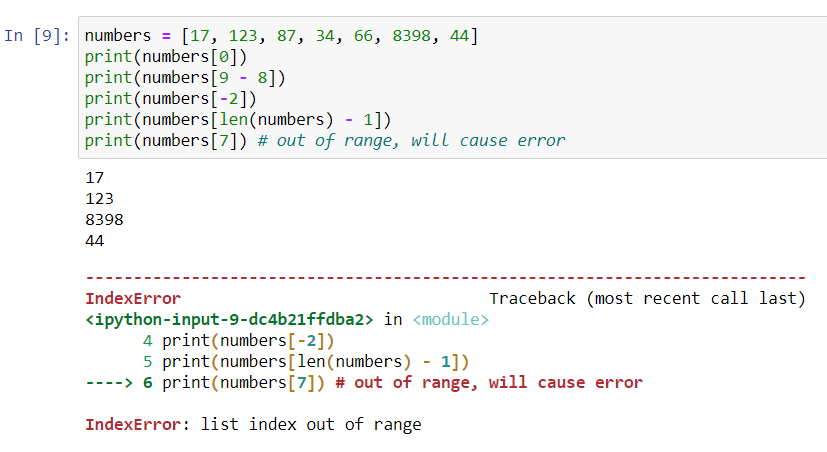 In [9]: numbers = [17, 123, 87, 34, 66, 8398, 44]
print(numbers[0])
print(numbers[9 - 8])
print(numbers[-2])
print(numbers[len(numbers) - 1])
print(numbers[7]) # out of range, will cause error
17
123
8398
44
---------------------------------------------------------------------------
IndexError                                Traceback (most recent call last)
<ipython-input-9-dc4b21ffdba2> in <module>
      4 print(numbers[-2])
      5 print(numbers[len(numbers) - 1])
----> 6 print(numbers[7]) # out of range, will cause error
IndexError: list index out of range